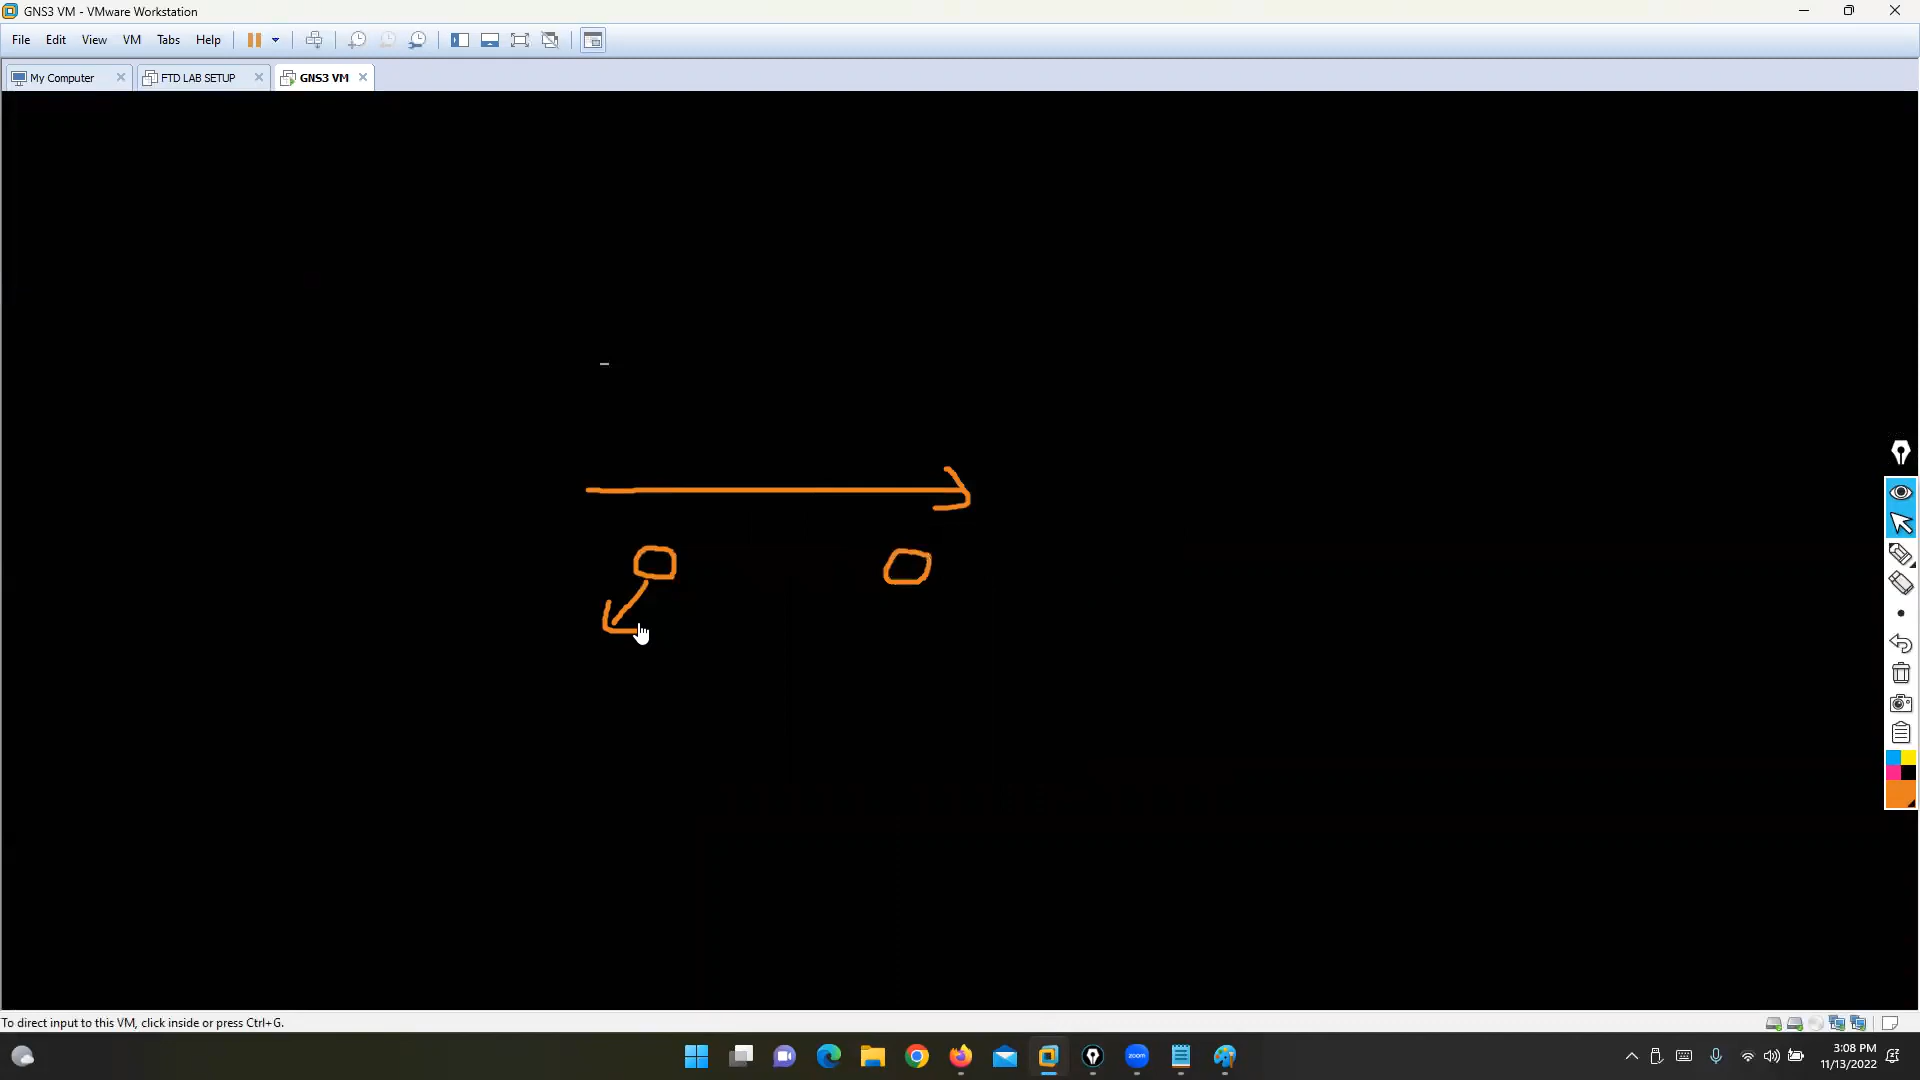 GNS3 VM - VMware Workstation
File Edit View VM Tabs Help
My Computer FTD LAB SETUP GNS3 VM
To direct input to this VM, click inside or press Ctrl+G.
zoom
3:08 PM
11/13/2022